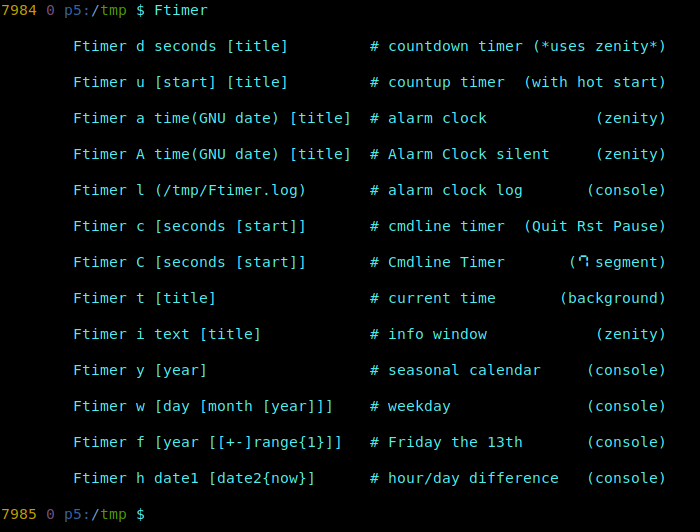 7984 0 p5:/tmp $ Ftimer
Ftimer d seconds [title] # countdown timer (*uses zenity*)
Ftimer u [start] [title] # countup timer (with hot start)
Ftimer a time(GNU date) [title] # alarm clock (zenity)
Ftimer A time(GNU date) [title] # Alarm Clock silent (zenity)
Ftimer l (/tmp/Ftimer.log) # alarm clock log (console)
Ftimer c [seconds [start]] # cmdline timer (Quit Rst Pause)
Ftimer C [seconds [start]] # Cmdline Timer (7 segment)
Ftimer t [title] # current time (background)
Ftimer i text [title] # info window (zenity)
Ftimer y [year] # seasonal calendar (console)
Ftimer w [day [month [year]]] # weekday (console)
Ftimer f [year [[+-]range{1}]] # Friday the 13th (console)
Ftimer h date1 [date2{now}] # hour/day difference (console)
7985 0 p5:/tmp $